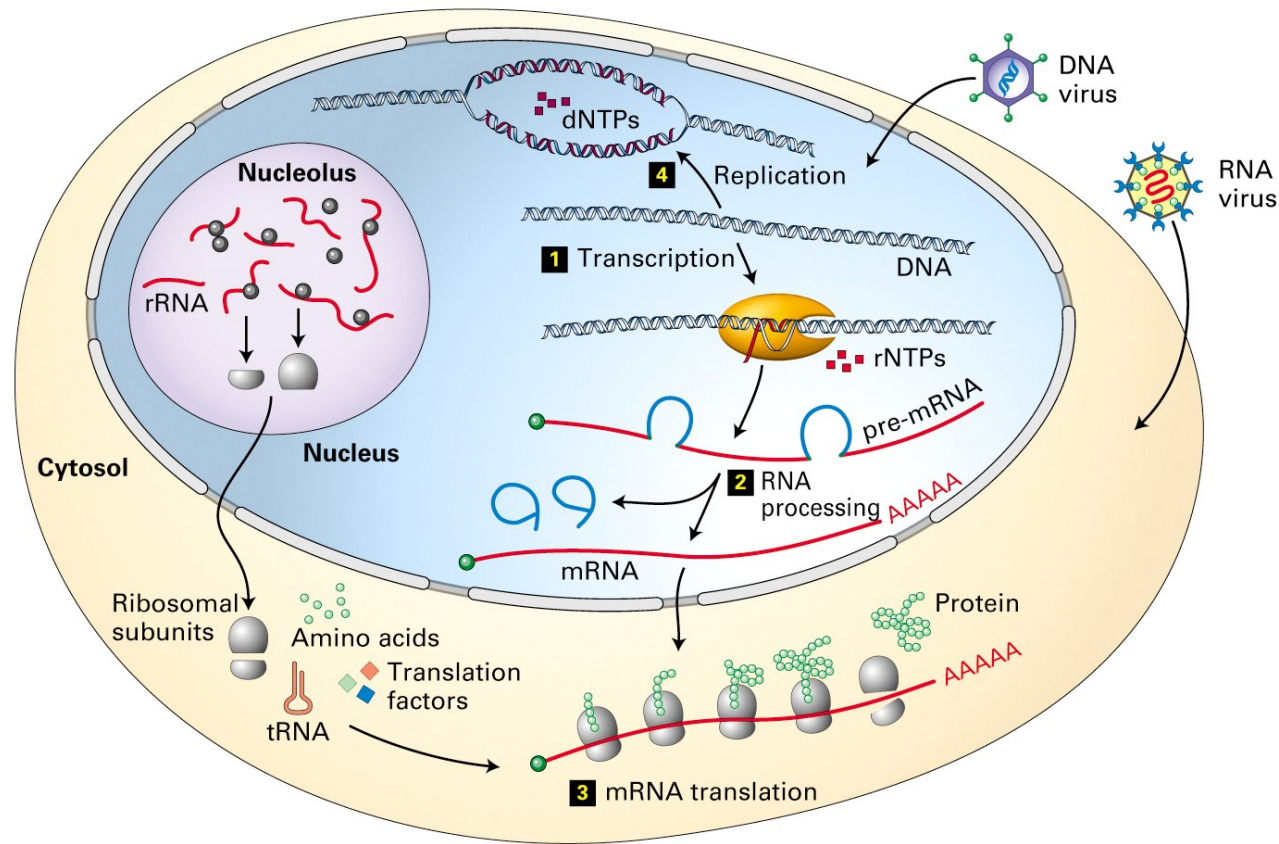 DNA
virus
RNA
virus
dNTPs
4 Replication
Nucleolus
1 Transcription
DNA
rRNA
rNTPs
pre-mRNA
Nucleus
Cytosol
2 RNA
processing
AAAAA
mRNA
Ribosomal
subunits
Amino acids
Protein
Translation
factors
AAAAA
tRNA
3 mRNA translation